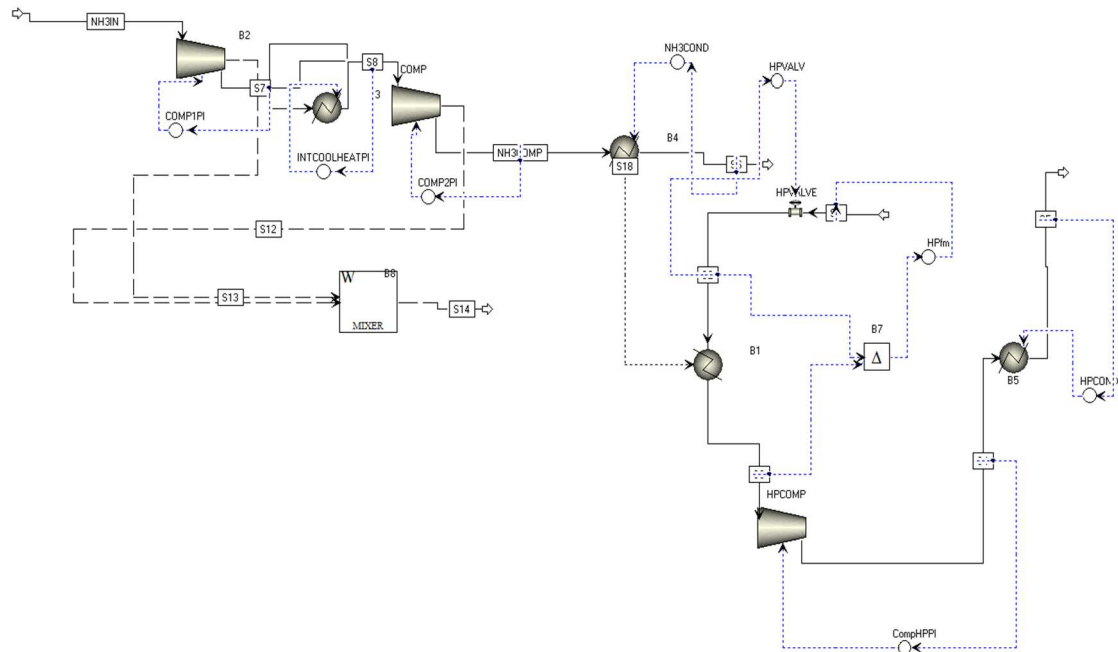 NH3IN
B2
S7
S8
COMP
3
COMP1PI
INTCOOLHEATPI
COMP2PI
NH3COND
HPVALV
B4
S18
HPVALVE
S12
W
B8
MIXER
S13
S14
HPfm
B7
Δ
B1
B5
HPCOMP
CompHPPI